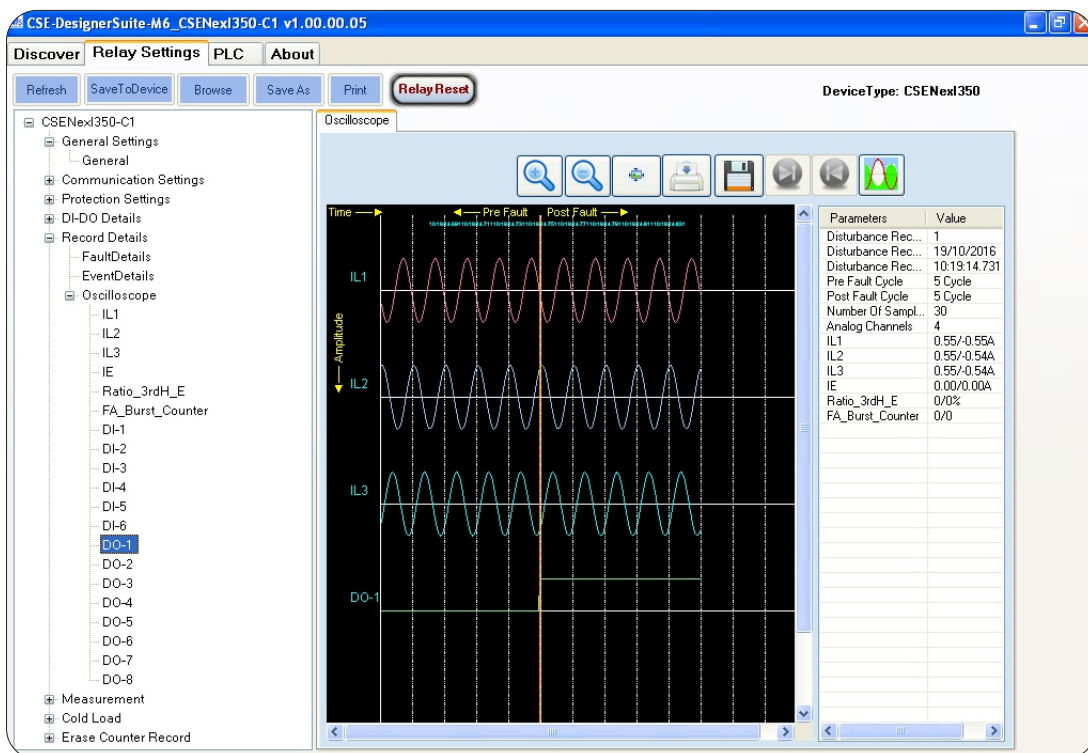 CSE-DesignerSuite-M6_CSENexI350-C1 v1.00.00.05
Discover Relay Settings PLC About
Refresh SaveToDevice Browse Save As Print Relay Reset DeviceType: CSENexI350
CSENexI350-C1
General Settings
General
Communication Settings
Protection Settings
DI-DO Details
Record Details
FaultDetails
EventDetails
Oscilloscope
IL1
IL2
IL3
IE
Ratio_3rdH_E
FA_Burst_Counter
DI-1
DI-2
DI-3
DI-4
DI-5
DI-6
DO-1
DO-2
DO-3
DO-4
DO-5
DO-6
DO-7
DO-8
Measurement
Cold Load
Erase Counter Record
Oscilloscope
Time Pre Fault Post Fault
Amplitude
IL1
IL2
IL3
DO-1
Parameters Value
Disturbance Rec... 1
Disturbance Rec... 19/10/2016
Disturbance Rec... 10:19:14.731
Pre Fault Cycle 5 Cycle
Post Fault Cycle 5 Cycle
Number Of Sampl... 30
Analog Channels 4
IL1 0.55/-0.55A
IL2 0.55/-0.54A
IL3 0.55/-0.54A
IE 0.00/0.00A
Ratio_3rdH_E 0/0%
FA_Burst_Counter 0/0